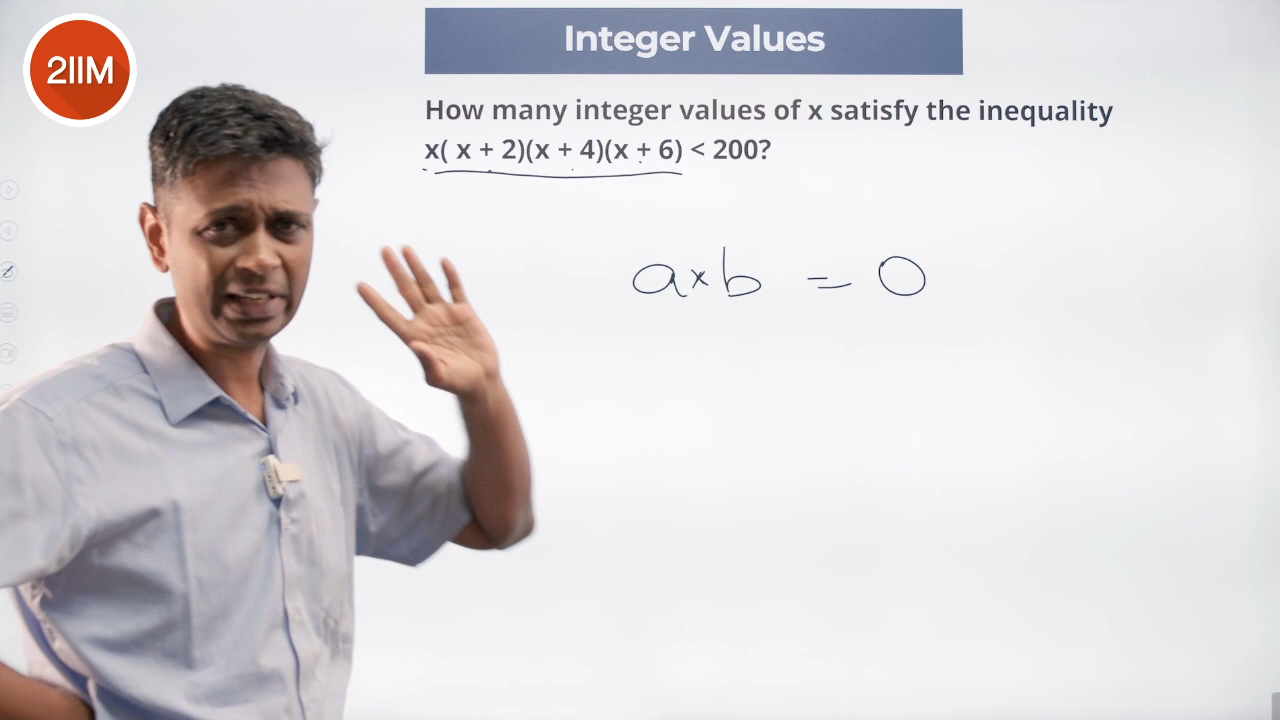 2IIM
Integer Values
How many integer values of x satisfy the inequality
x( x + 2)(x + 4)(x + 6) < 200?
a x b = 0